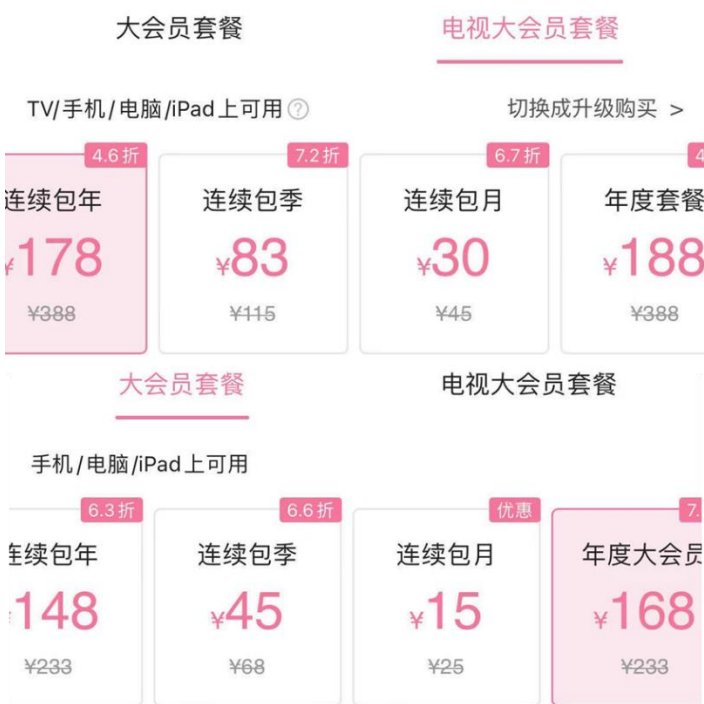 大会员套餐 电视大会员套餐
TV/手机/电脑/iPad上可用? 切换成升级购买 >
4.6折 7.2折 6.7折 4
连续包年 连续包季 连续包月 年度套餐
¥178 ¥83 ¥30 ¥188
¥388 ¥115 ¥45 ¥388
大会员套餐 电视大会员套餐
手机/电脑/iPad上可用
6.3折 6.6折 优惠 7.
连续包年 连续包季 连续包月 年度大会员
148 ¥45 ¥15 ¥168
¥233 ¥68 ¥25 ¥233